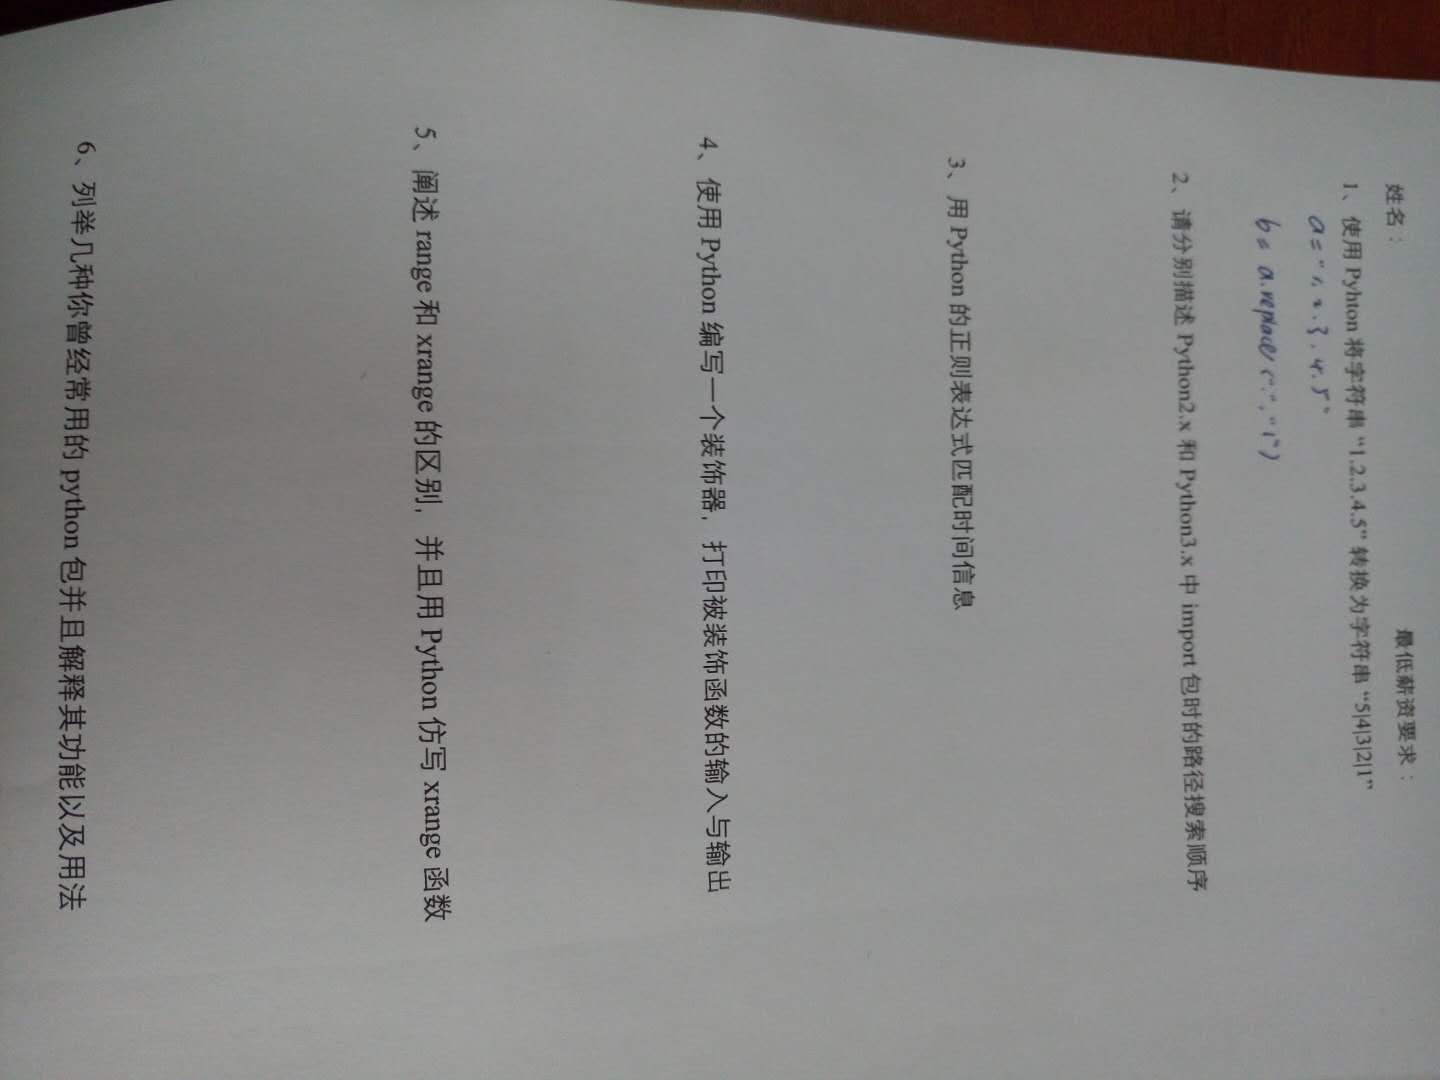 姓名： 最低薪资要求：
1、使用 Pyhton 将字符串 “1.2.3.4.5” 转换为字符串 “5|4|3|2|1”
a = "1.2.3.4.5"
b = a.replace(".", "|")
2、请分别描述 Python2.x 和 Python3.x 中 import 包时的路径搜索顺序
3、用 Python 的正则表达式匹配时间信息
4、使用 Python 编写一个装饰器，打印被装饰函数的输入与输出
5、阐述 range 和 xrange 的区别，并且用 Python 仿写 xrange 函数
6、列举几种你曾经常用的 python 包并且解释其功能以及用法